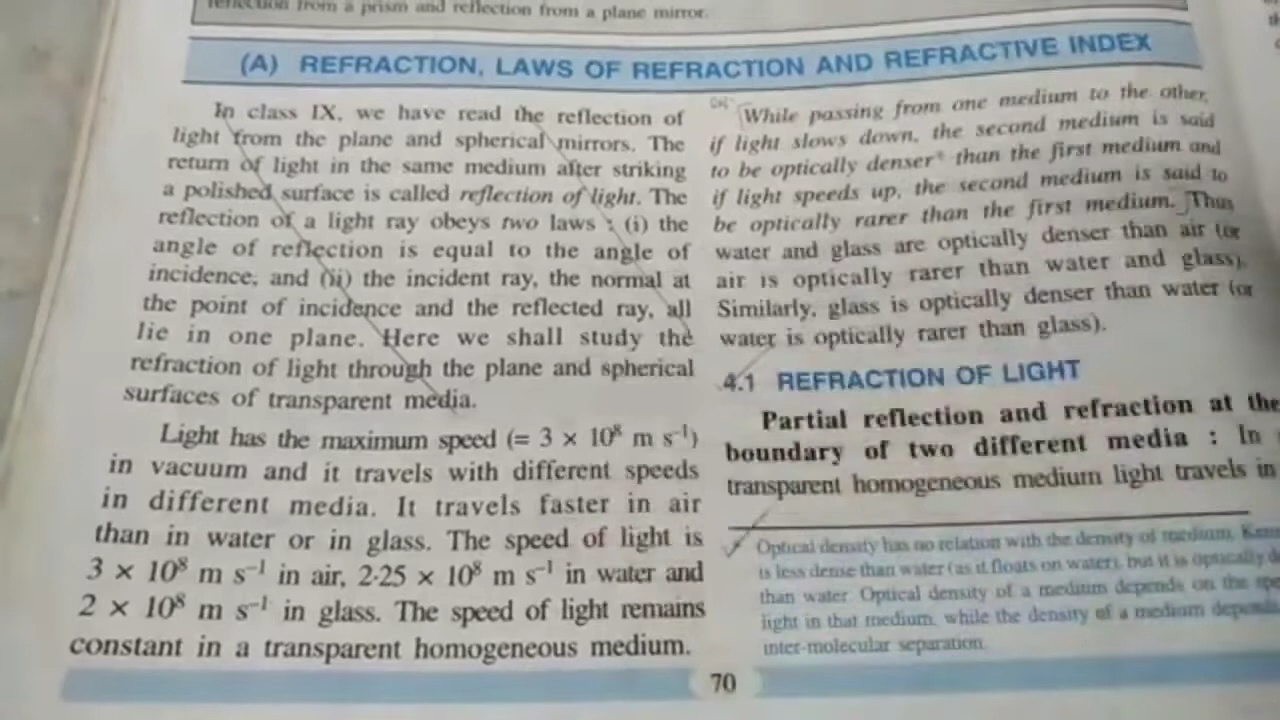 reflection from a prism and reflection from a plane mirror.
(A) REFRACTION, LAWS OF REFRACTION AND REFRACTIVE INDEX
In class IX, we have read the reflection of
light from the plane and spherical mirrors. The
return of light in the same medium after striking
a polished surface is called reflection of light. The
reflection of a light ray obeys two laws : (i) the
angle of reflection is equal to the angle of
incidence, and (ii) the incident ray, the normal at
the point of incidence and the reflected ray, all
lie in one plane. Here we shall study the
refraction of light through the plane and spherical
surfaces of transparent media.
Light has the maximum speed (= 3 × 10⁸ m s⁻¹)
in vacuum and it travels with different speeds
in different media. It travels faster in air
than in water or in glass. The speed of light is
3 × 10⁸ m s⁻¹ in air, 2·25 × 10⁸ m s⁻¹ in water and
2 × 10⁸ m s⁻¹ in glass. The speed of light remains
constant in a transparent homogeneous medium.
While passing from one medium to the other,
if light slows down, the second medium is said
to be optically denser* than the first medium and
if light speeds up, the second medium is said to
be optically rarer than the first medium. Thus
water and glass are optically denser than air (or
air is optically rarer than water and glass).
Similarly, glass is optically denser than water (or
water is optically rarer than glass).
4.1 REFRACTION OF LIGHT
Partial reflection and refraction at the
boundary of two different media : In
transparent homogeneous medium light travels in
Optical density has no relation with the density of medium.
is less dense than water (as it floats on water), but it is optically
than water. Optical density of a medium depends on the
light in that medium, while the density of a medium
inter-molecular separation.
70